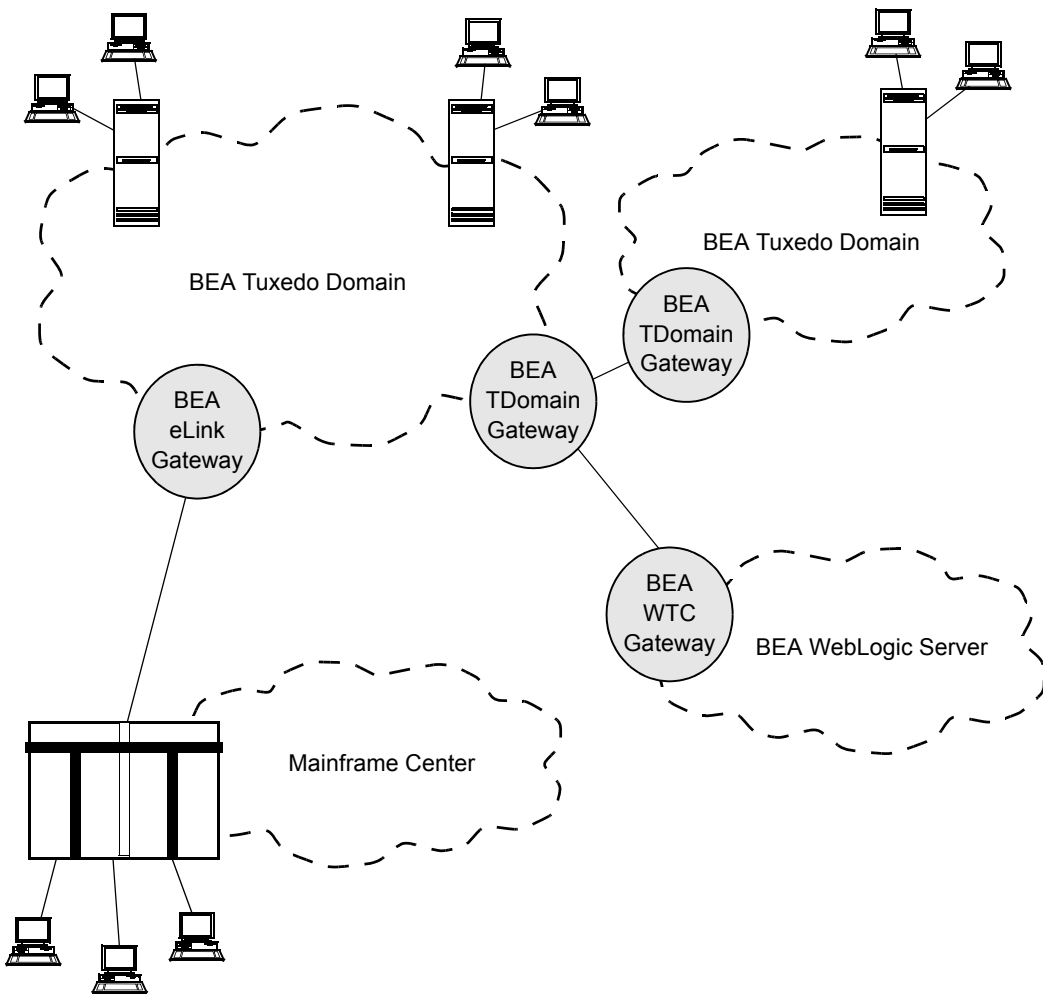 BEA Tuxedo Domain
BEA Tuxedo Domain
BEA
TDomain
Gateway
BEA
TDomain
Gateway
BEA
eLink
Gateway
BEA
WTC
Gateway
BEA WebLogic Server
Mainframe Center